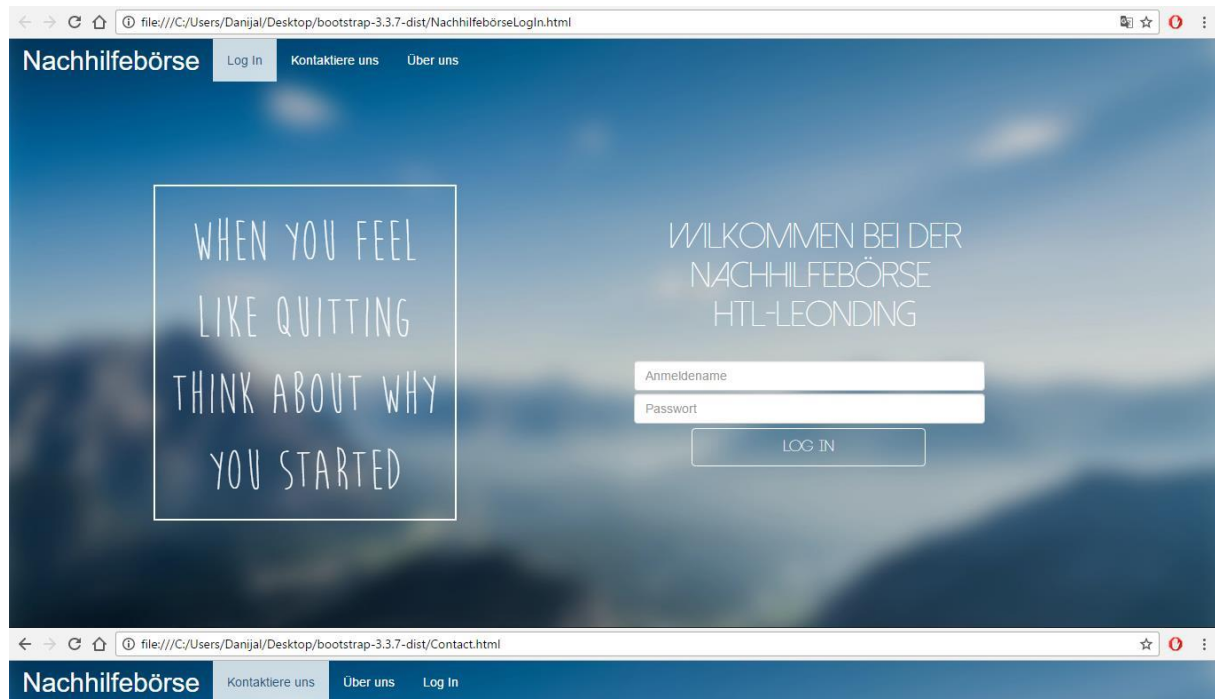 file:///C:/Users/Danijal/Desktop/bootstrap-3.3.7-dist/NachhilfebörseLogIn.html
Nachhilfebörse Log In Kontaktiere uns Über uns
WHEN YOU FEEL
LIKE QUITTING
THINK ABOUT WHY
YOU STARTED
WILKOMMEN BEI DER
NACHHILFEBÖRSE
HTL-LEONDING
Anmeldename
Passwort
LOG IN
file:///C:/Users/Danijal/Desktop/bootstrap-3.3.7-dist/Contact.html
Nachhilfebörse Kontaktiere uns Über uns Log In